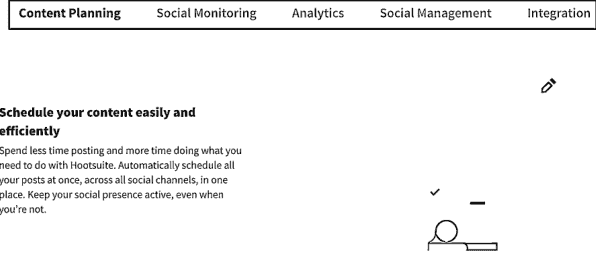 Content Planning Social Monitoring Analytics Social Management Integration
Schedule your content easily and
efficiently
Spend less time posting and more time doing what you
need to do with Hootsuite. Automatically schedule all
your posts at once, across all social channels, in one
place. Keep your social presence active, even when
you're not.